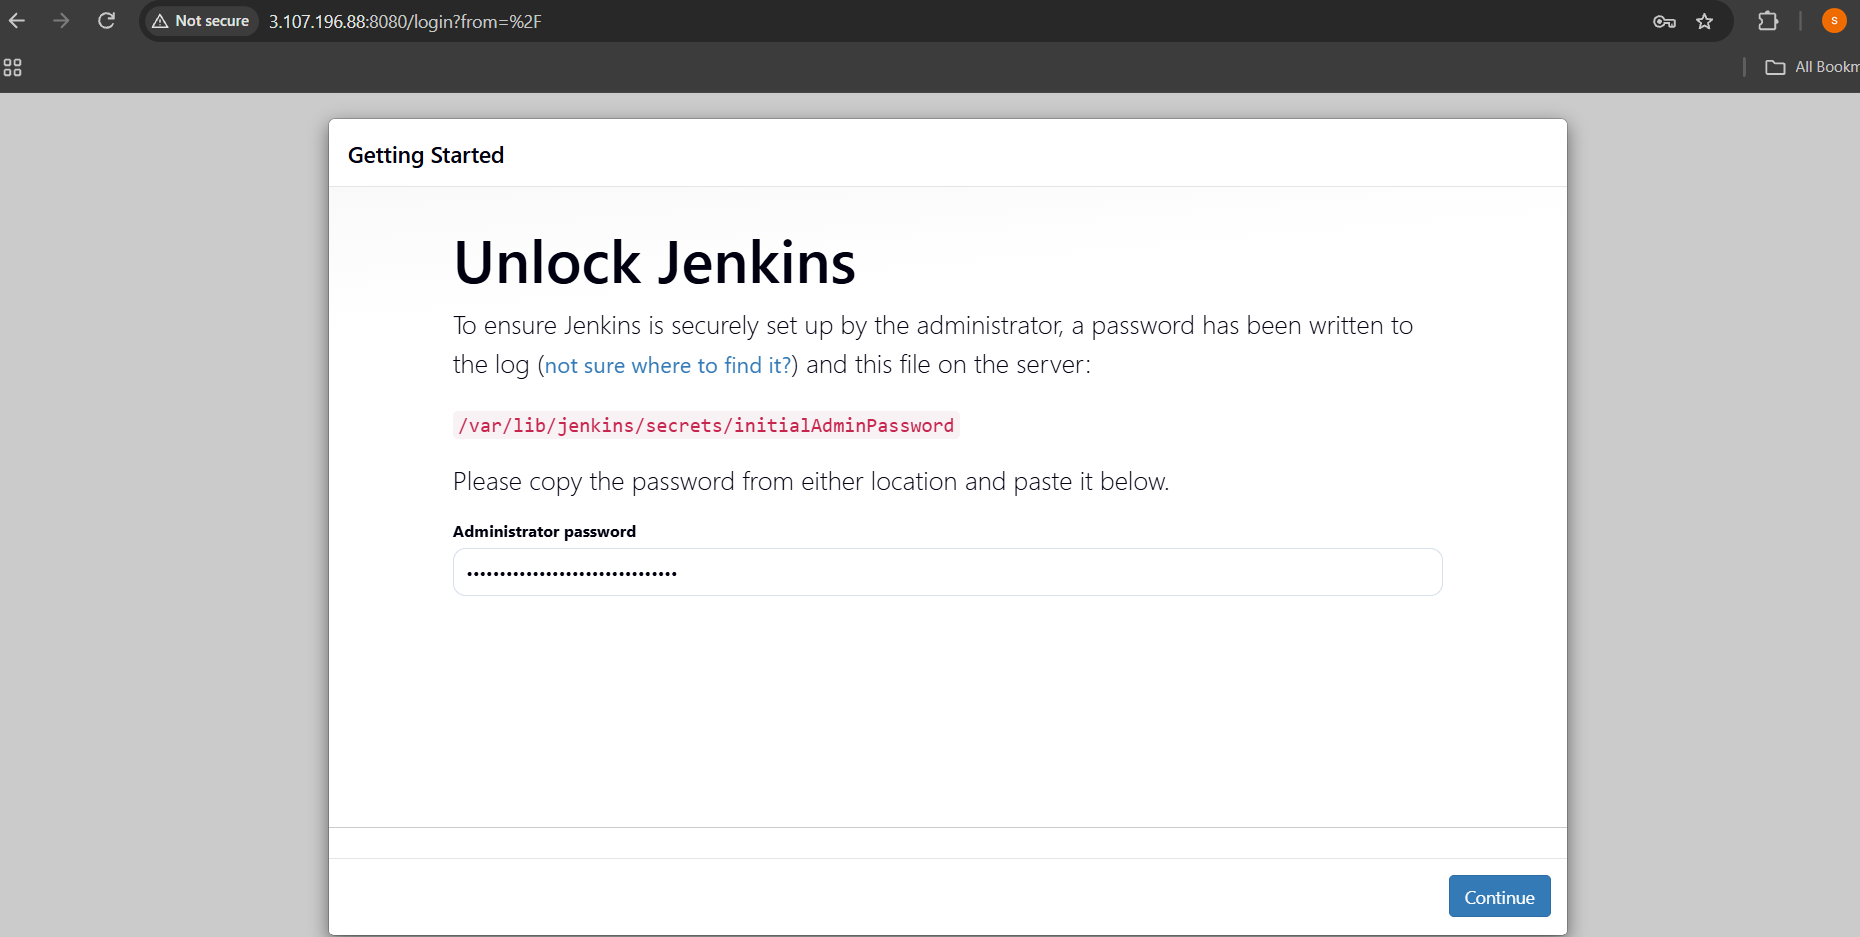 Not secure
3.107.196.88:8080/login?from=%2F
S
All Bookm
Getting Started
Unlock Jenkins
To ensure Jenkins is securely set up by the administrator, a password has been written to
the log (not sure where to find it?) and this file on the server:
/var/lib/jenkins/secrets/initialAdminPassword
Please copy the password from either location and paste it below.
Administrator password
••••••••••••••••••••••••••••••••
Continue